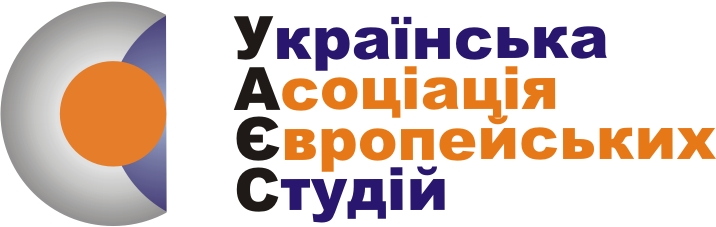 Українська
Асоціація
Європейських
Студій